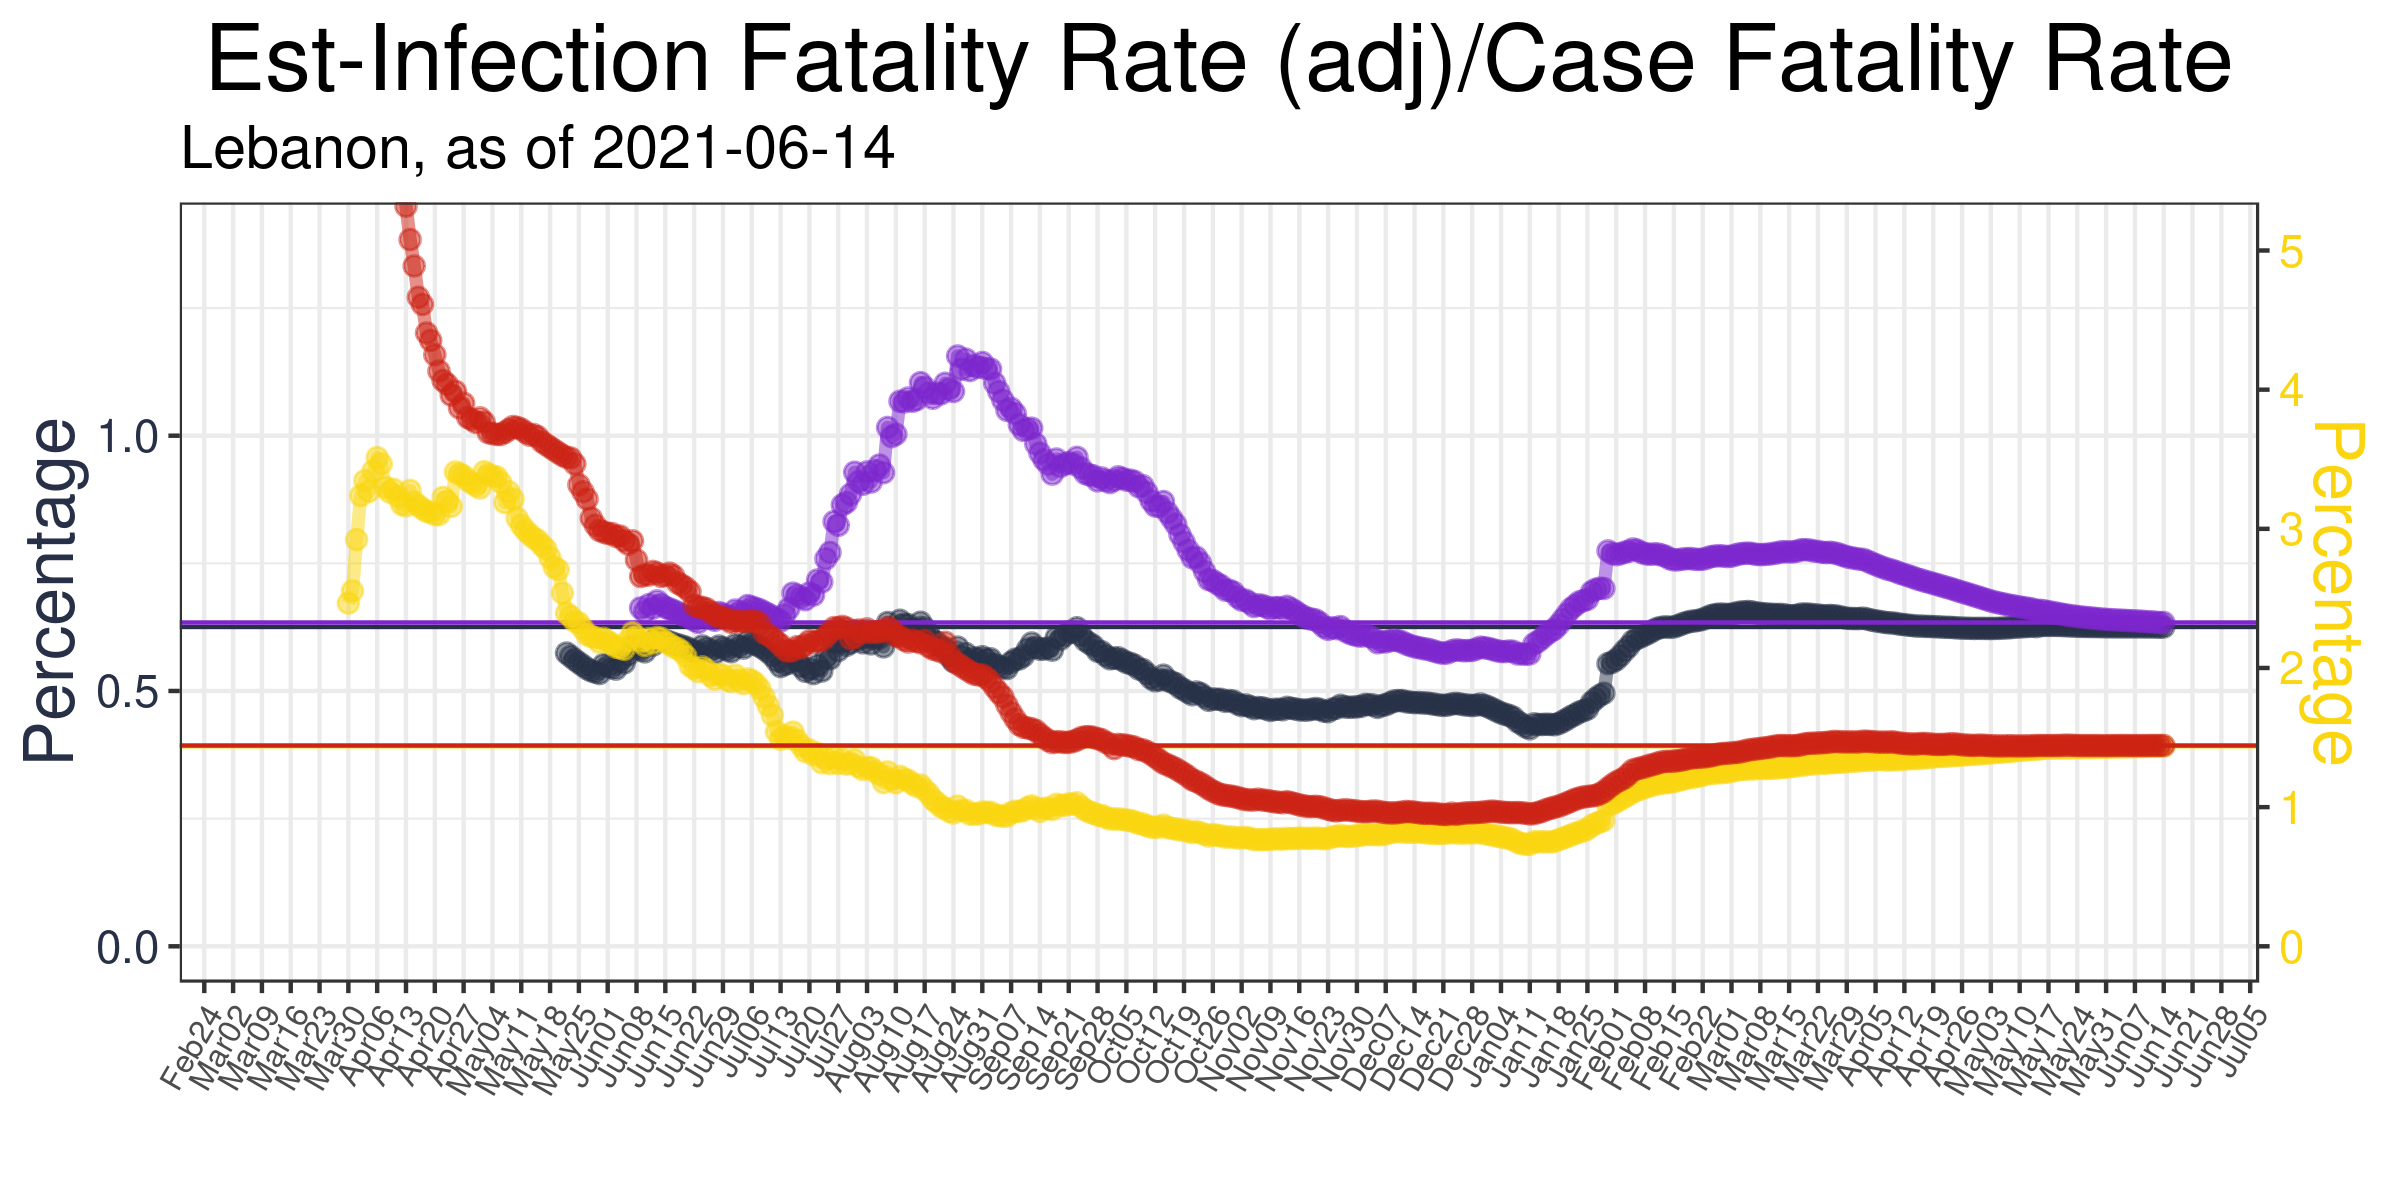 Est-Infection Fatality Rate (adj)/Case Fatality Rate
Lebanon, as of 2021-06-14
Percentage
1.0
0.5
0.0
5
4
3
2
1
0
Percentage
Feb24
Mar02
Mar09
Mar16
Mar23
Mar30
Apr06
Apr13
Apr20
Apr27
May04
May11
May18
May25
Jun01
Jun08
Jun15
Jun22
Jun29
Jul06
Jul13
Jul20
Jul27
Aug03
Aug10
Aug17
Aug24
Aug31
Sep07
Sep14
Sep21
Sep28
Oct05
Oct12
Oct19
Oct26
Nov02
Nov09
Nov16
Nov23
Nov30
Dec07
Dec14
Dec21
Dec28
Jan04
Jan11
Jan18
Jan25
Feb01
Feb08
Feb15
Feb22
Mar01
Mar08
Mar15
Mar22
Mar29
Apr05
Apr12
Apr19
Apr26
May03
May10
May17
May24
May31
Jun07
Jun14
Jun21
Jun28
Jul05